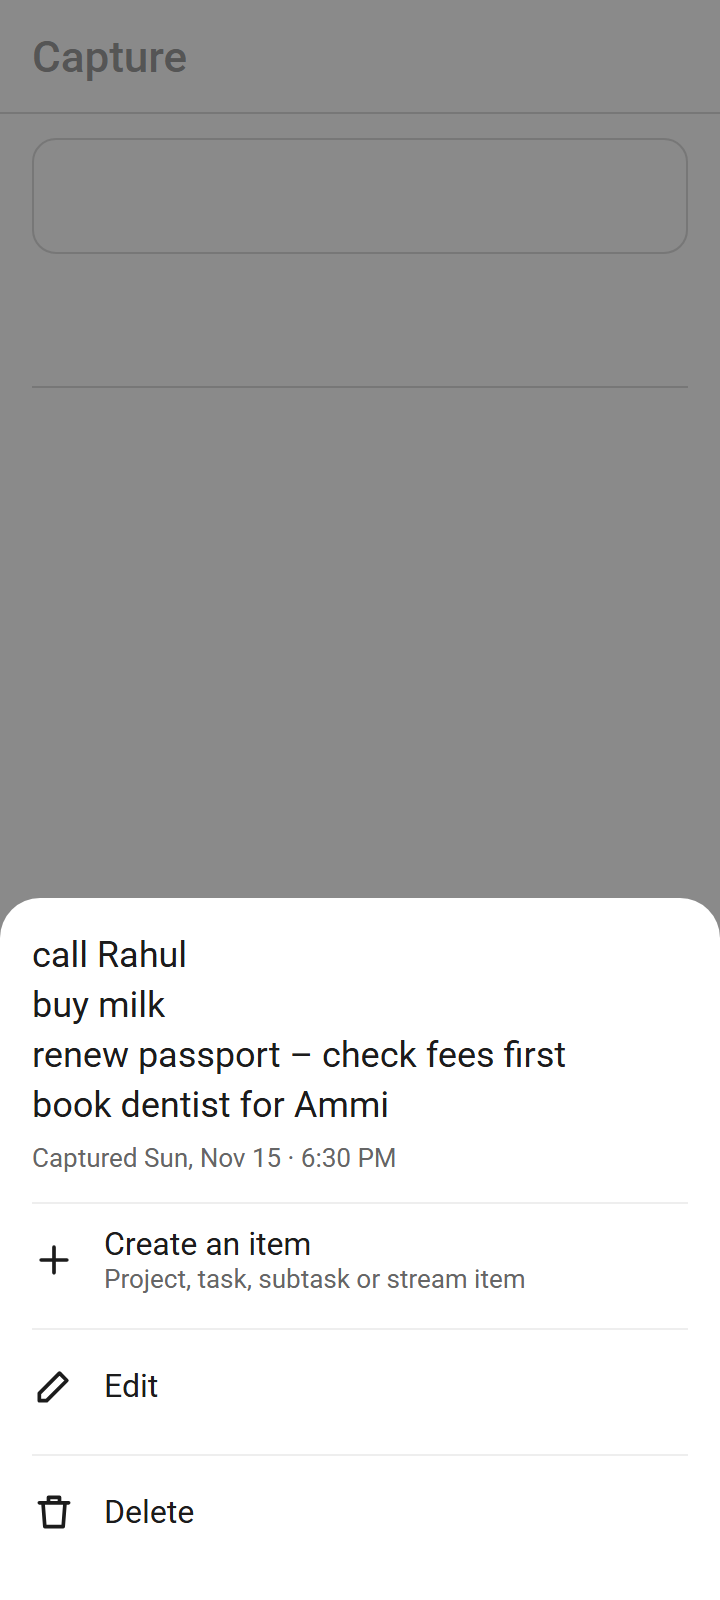 Capture
call Rahul
buy milk
renew passport – check fees first
book dentist for Ammi
Captured Sun, Nov 15 · 6:30 PM
Create an item
Project, task, subtask or stream item
Edit
Delete